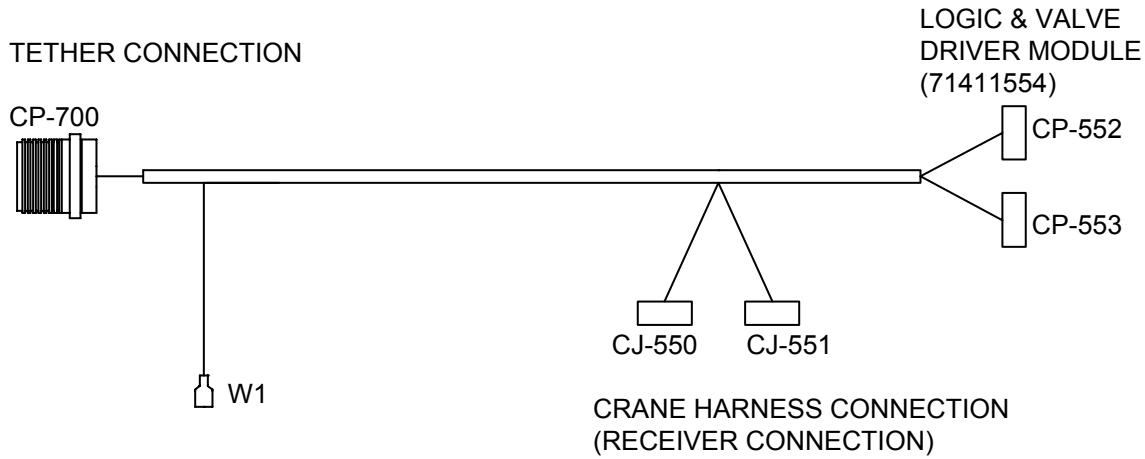 LOGIC & VALVE
DRIVER MODULE
(71411554)
TETHER CONNECTION
CP-700
CP-552
CP-553
CJ-550
CJ-551
W1
CRANE HARNESS CONNECTION
(RECEIVER CONNECTION)